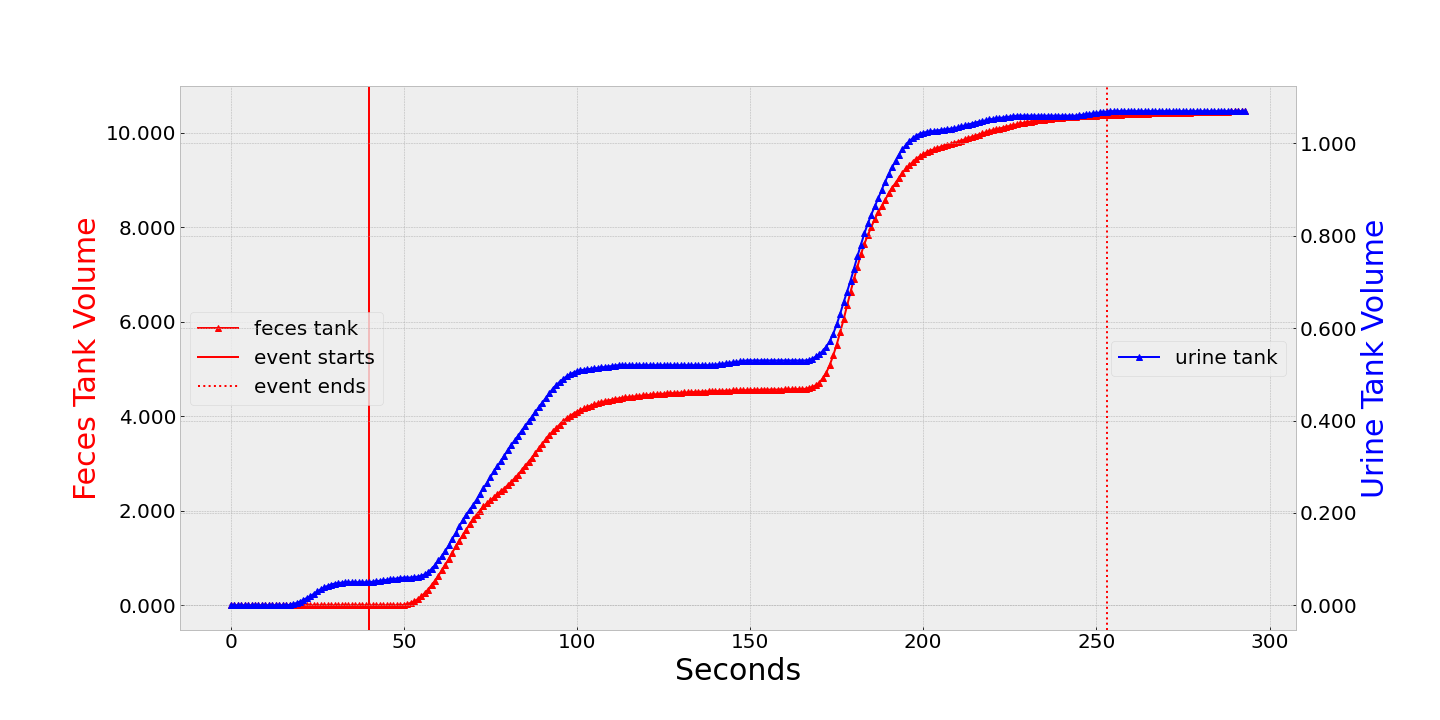 Feces Tank Volume
10.000
8.000
6.000
4.000
2.000
0.000
feces tank
event starts
event ends
urine tank
1.000
0.800
0.600
0.400
0.200
0.000
Urine Tank Volume
0 50 100 150 200 250 300
Seconds